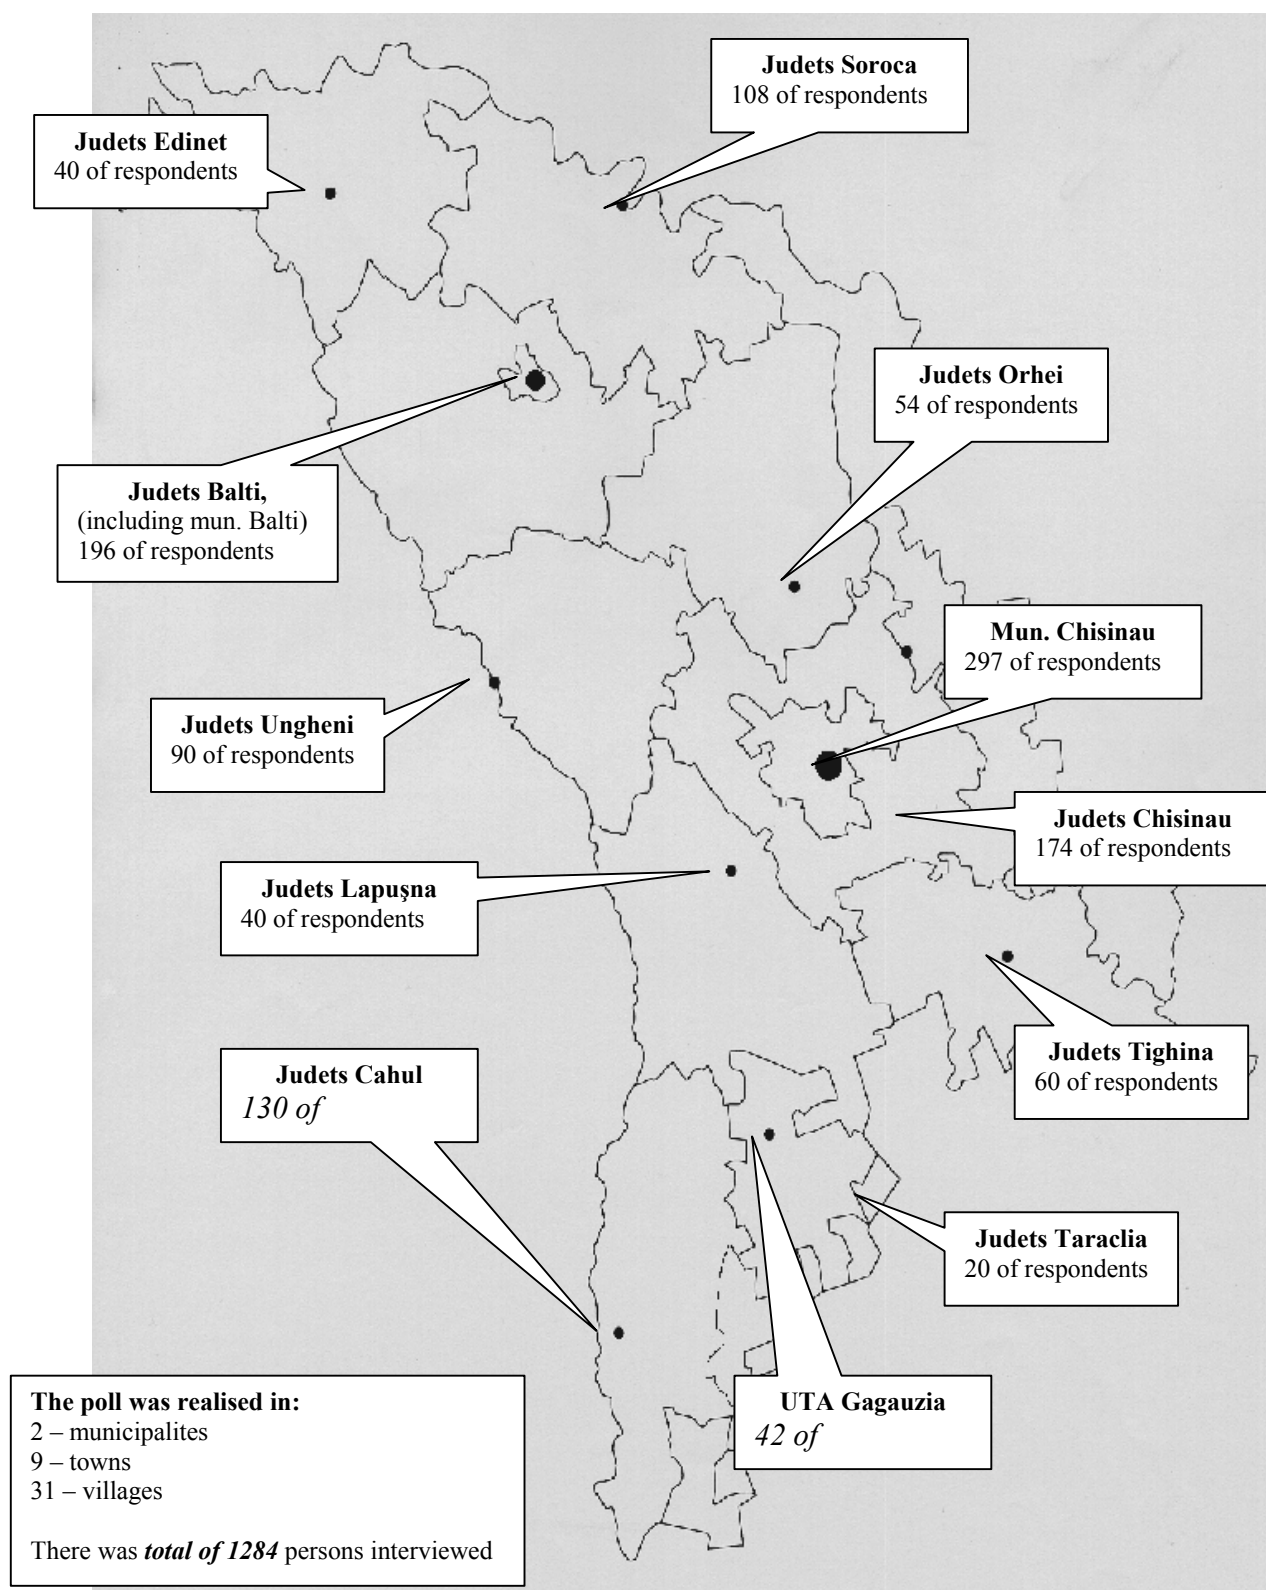 Judets Soroca
108 of respondents
Judets Edinet
40 of respondents
Judets Orhei
54 of respondents
Judets Balti,
(including mun. Balti)
196 of respondents
Mun. Chisinau
297 of respondents
Judets Ungheni
90 of respondents
Judets Chisinau
174 of respondents
Judets Lapuşna
40 of respondents
Judets Tighina
60 of respondents
Judets Cahul
130 of
Judets Taraclia
20 of respondents
UTA Gagauzia
42 of
The poll was realised in:
2 – municipalites
9 – towns
31 – villages
There was total of 1284 persons interviewed